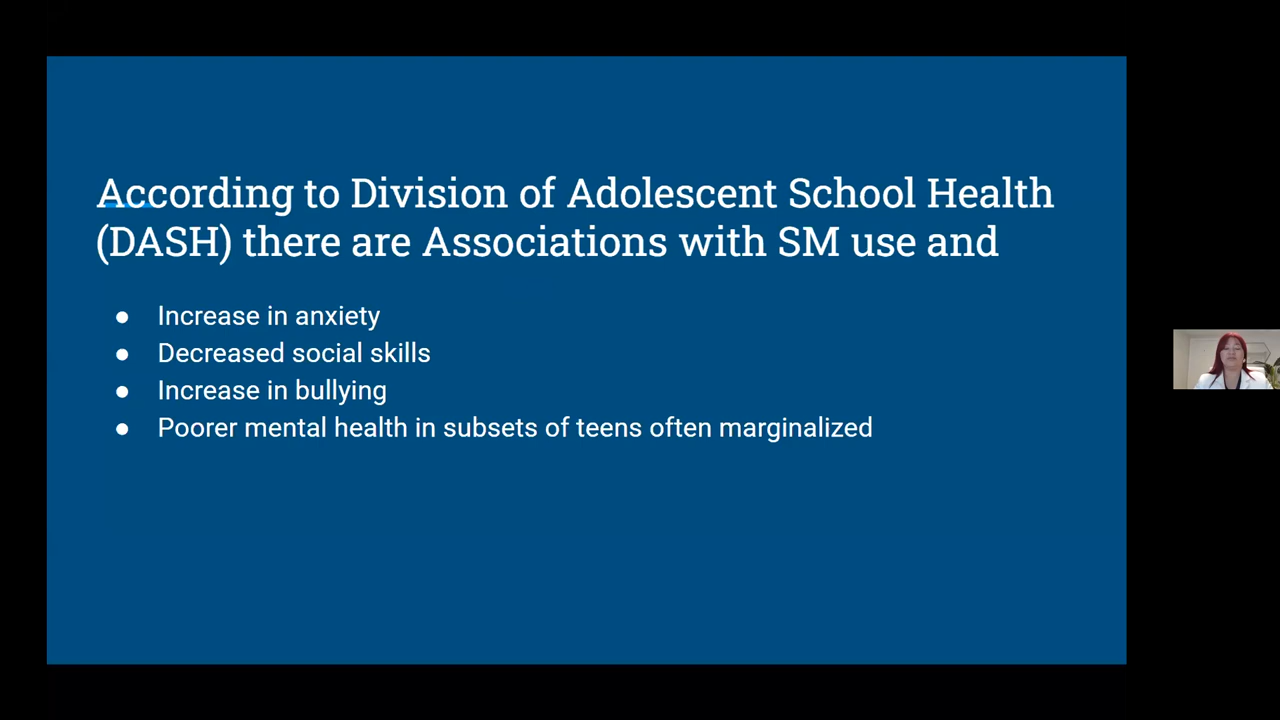 According to Division of Adolescent School Health
(DASH) there are Associations with SM use and
● Increase in anxiety
● Decreased social skills
● Increase in bullying
● Poorer mental health in subsets of teens often marginalized